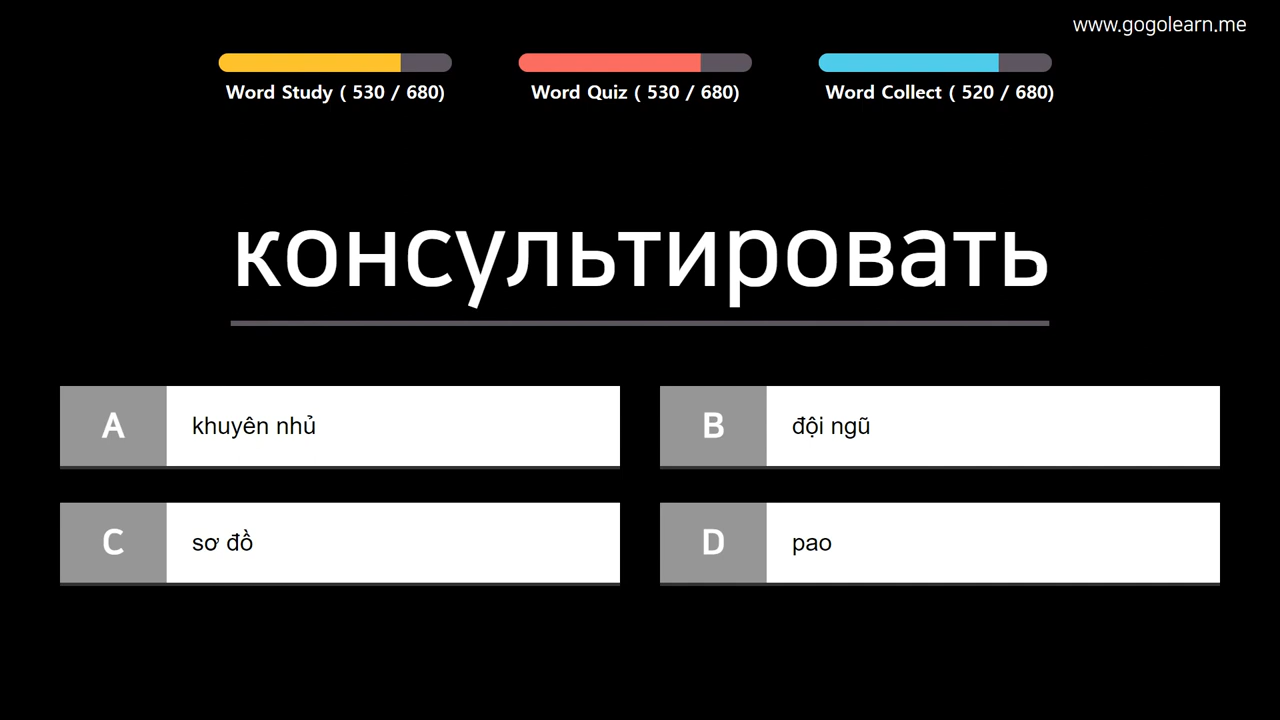 www.gogolearn.me
Word Study ( 530 / 680)
Word Quiz ( 530 / 680)
Word Collect ( 520 / 680)
консультировать
A
khuyên nhủ
B
đội ngũ
C
sơ đồ
D
pao